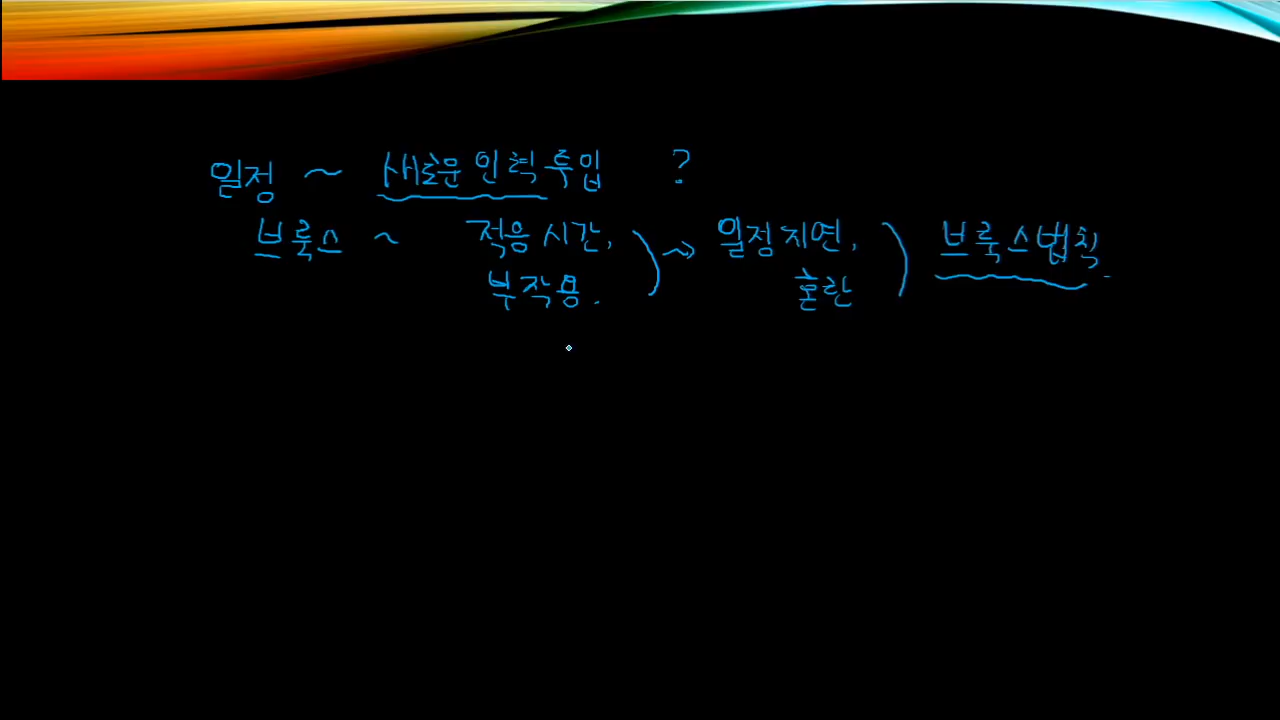 일정 ~ 새로운 인력 투입 ?
브룩스 ~ 적응 시간, ) → 일정 지연, ) 브룩스 법칙.
부작용. 혼란